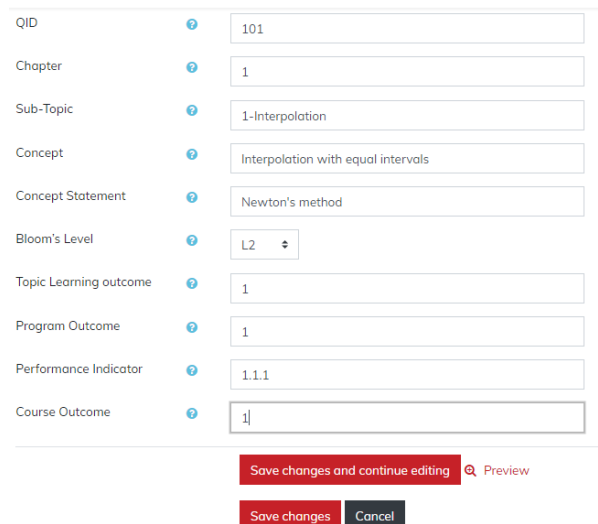 QID 101
Chapter 1
Sub-Topic 1-Interpolation
Concept Interpolation with equal intervals
Concept Statement Newton's method
Bloom's Level L2
Topic Learning outcome 1
Program Outcome 1
Performance Indicator 1.1.1
Course Outcome 1
Save changes and continue editing Preview
Save changes Cancel